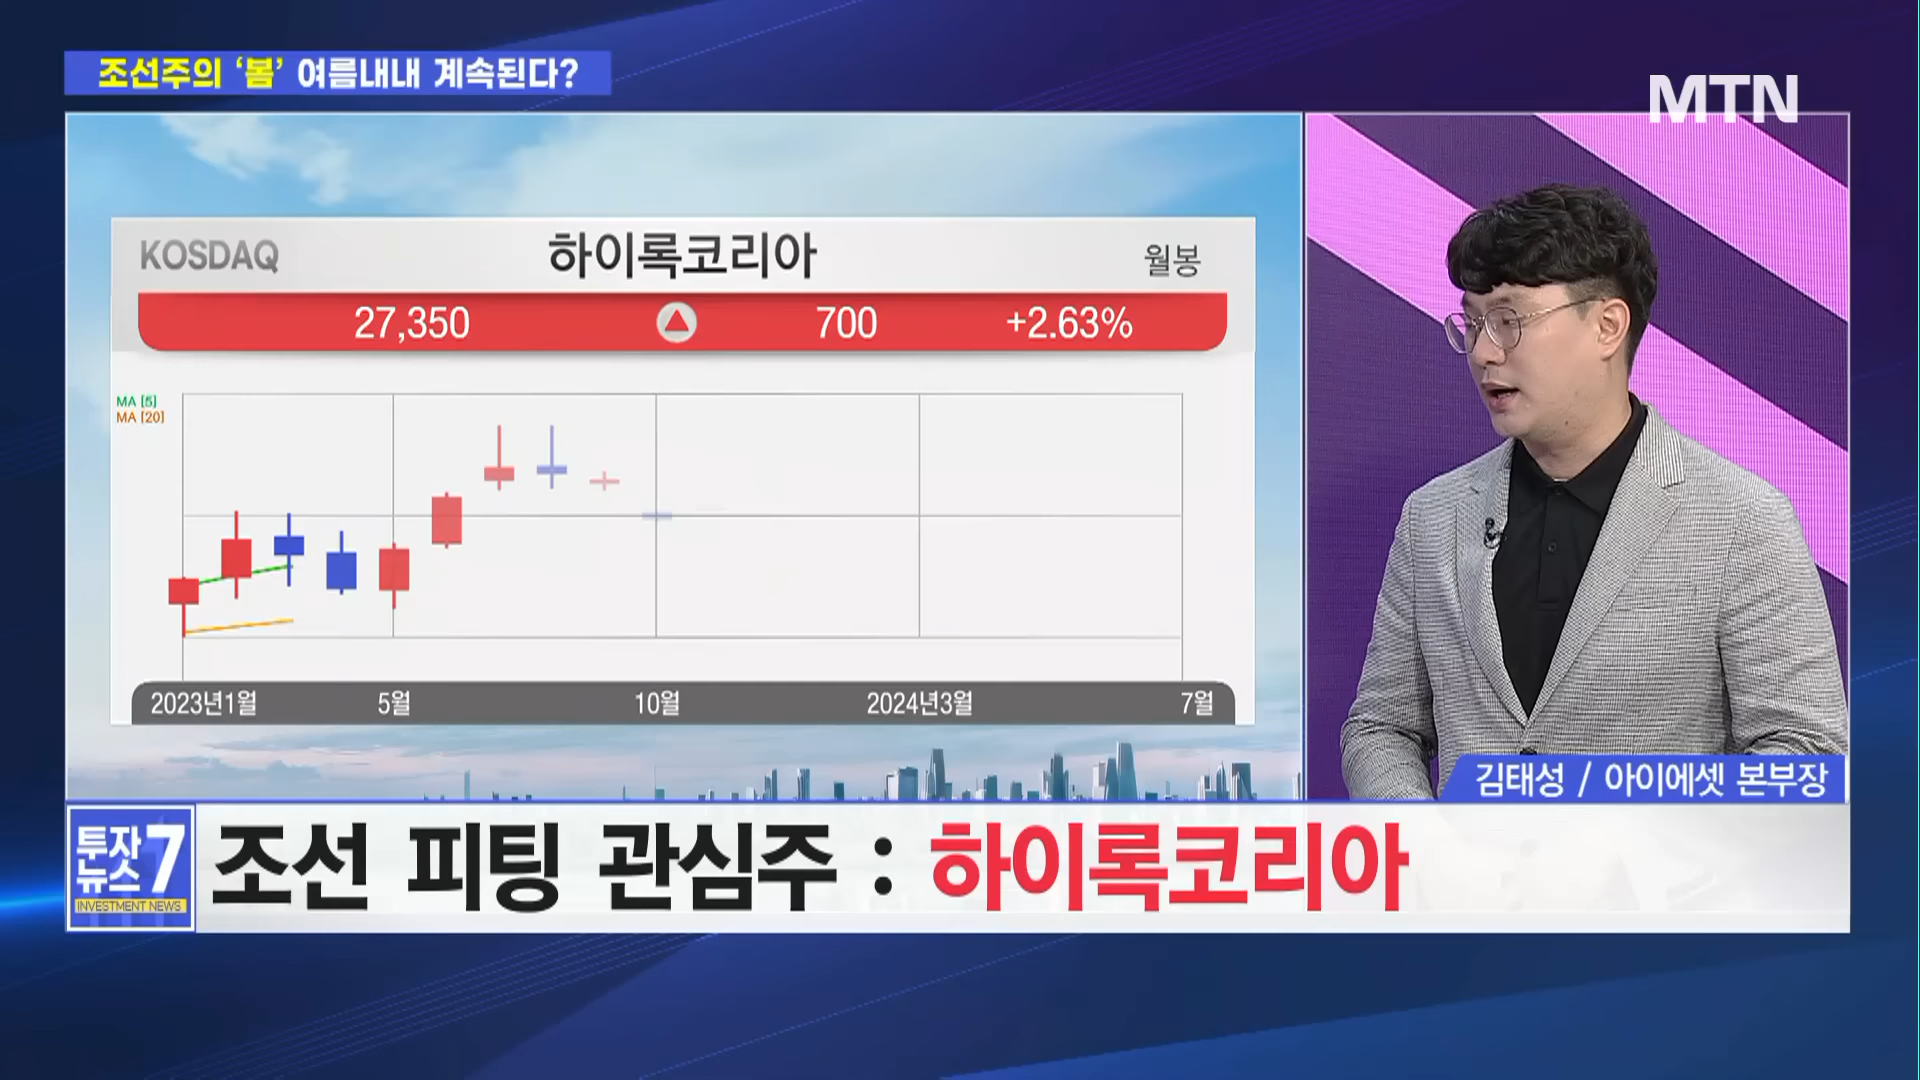 조선주의 ‘봄’ 여름내내 계속된다?
MTN
KOSDAQ
하이록코리아
월봉
27,350
700
+2.63%
MA [5]
MA [20]
2023년1월
5월
10월
2024년3월
7월
김태성 / 아이에셋 본부장
투자
뉴스
7
INVESTMENT NEWS
조선 피팅 관심주 : 하이록코리아